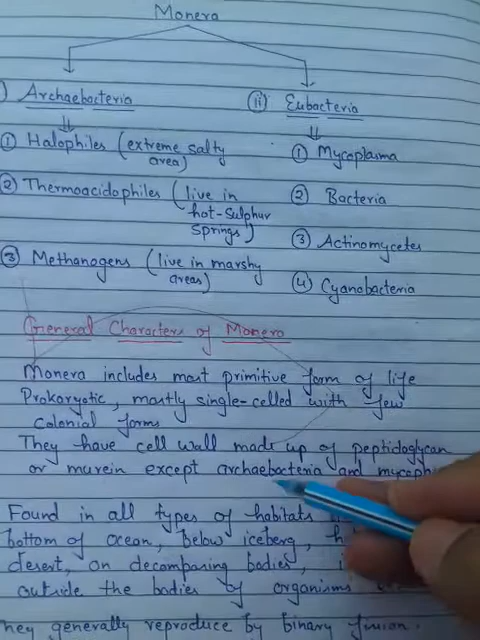 Monera
) Archaebacteria
(ii) Eubacteria
① Halophiles (extreme salty
area)
① Mycoplasma
② Thermoacidophiles (live in
hot-sulphur
springs)
② Bacteria
③ Actinomycetes
③ Methanogens (live in marshy
areas)
④ Cyanobacteria
General Characters of Monera
Monera includes most primitive form of life
Prokaryotic, mostly single-celled with few
colonial forms
They have cell wall made up of peptidoglycan
or murein except archaebacteria and
Found in all types of habitats
bottom of ocean, below iceberg,
desert, on decomposing bodies,
outside the bodies of organisms
hey generally reproduce by binary fission.